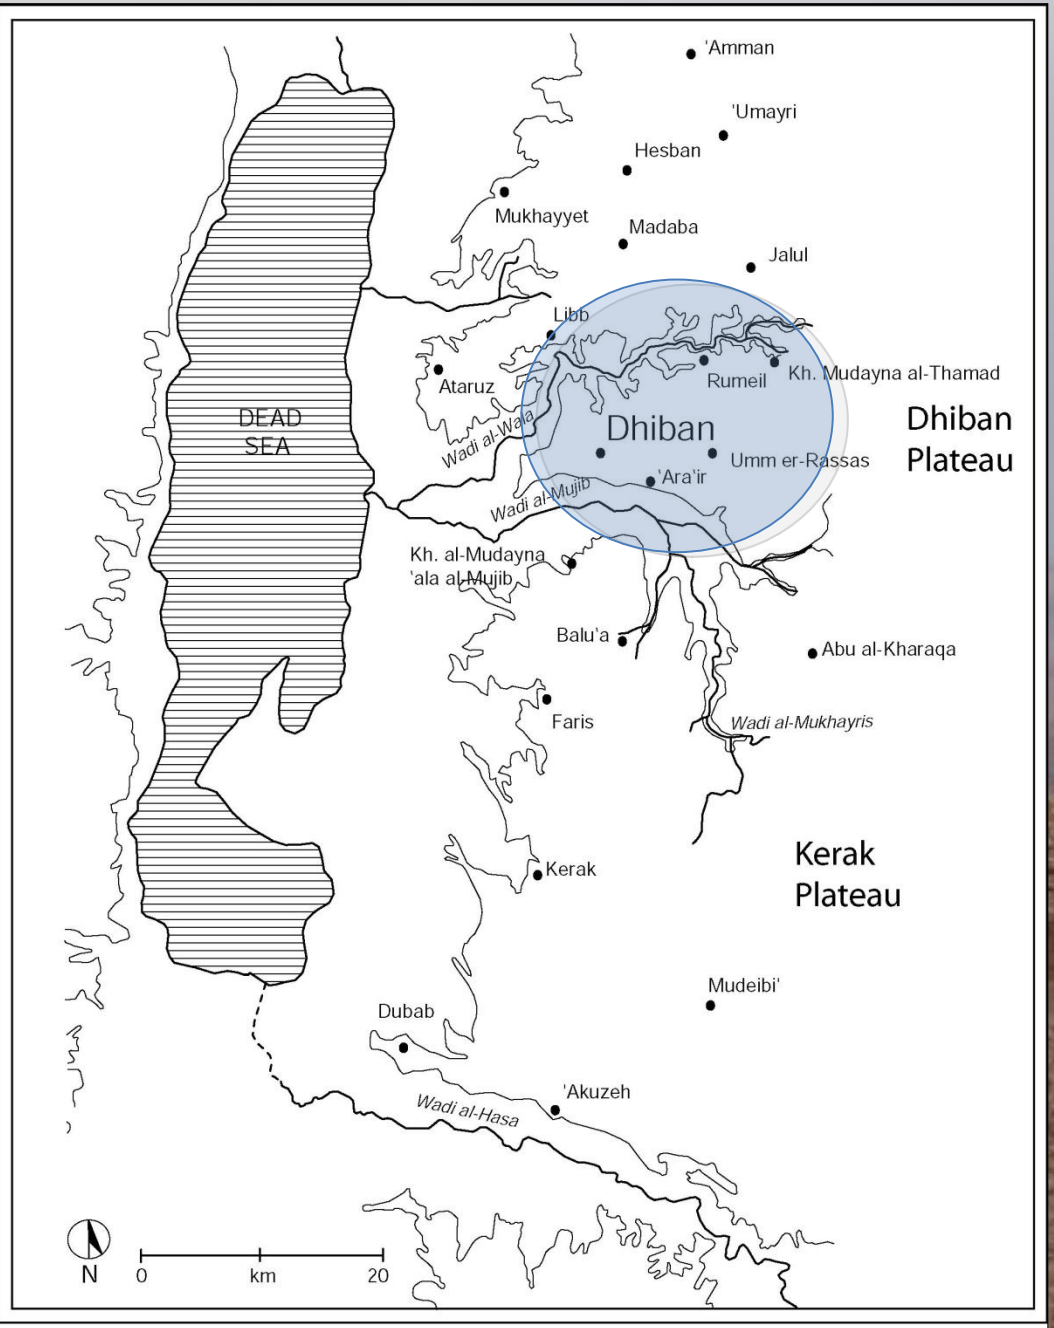 'Amman
'Umayri
Hesban
Mukhayyet
Madaba
Jalul
Libb
Ataruz
Rumeil
Kh. Mudayna al-Thamad
DEAD
SEA
Wadi al-Wala
Dhiban
Dhiban
Plateau
Umm er-Rassas
'Ara'ir
Wadi al-Mujib
Kh. al-Mudayna
'ala al-Mujib
Balu'a
Abu al-Kharaqa
Faris
Wadi al-Mukhayris
Kerak
Kerak
Plateau
Mudeibi'
Dubab
'Akuzeh
Wadi al-Hasa
N
0 km 20